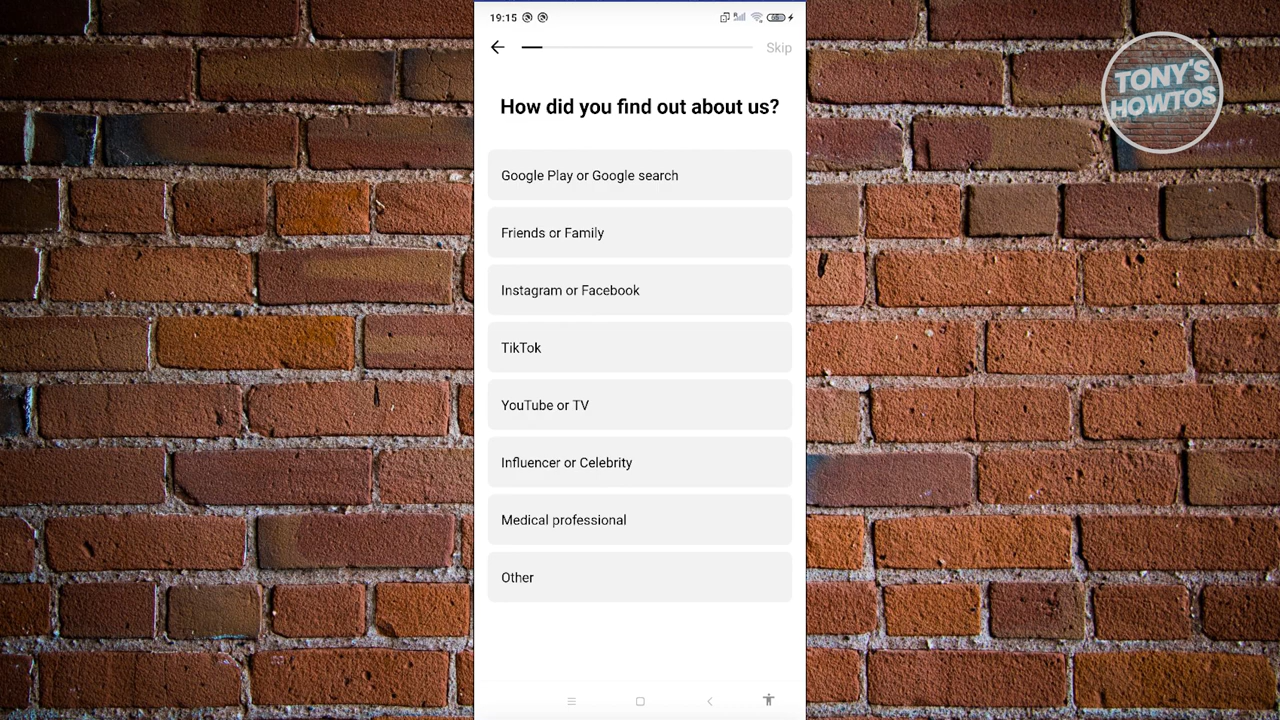 19:15
Skip
How did you find out about us?
Google Play or Google search
Friends or Family
Instagram or Facebook
TikTok
YouTube or TV
Influencer or Celebrity
Medical professional
Other
TONY'S
HOWTOS